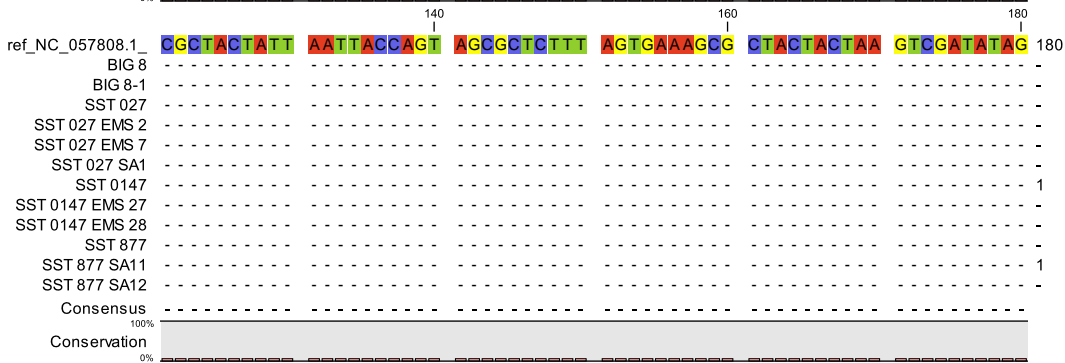 0%
140 160 180
ref_NC_057808.1_ CGCTACTATT AATTACCAGT AGCGCTCTTT AGTGAAAGCG CTACTACTAA GTCGATATAG 180
BIG 8 ---------- ---------- ---------- ---------- ---------- ---------- -
BIG 8-1 ---------- ---------- ---------- ---------- ---------- ---------- -
SST 027 ---------- ---------- ---------- ---------- ---------- ---------- -
SST 027 EMS 2 ---------- ---------- ---------- ---------- ---------- ---------- -
SST 027 EMS 7 ---------- ---------- ---------- ---------- ---------- ---------- -
SST 027 SA1 ---------- ---------- ---------- ---------- ---------- ---------- -
SST 0147 ---------- ---------- ---------- ---------- ---------- ---------- 1
SST 0147 EMS 27 ---------- ---------- ---------- ---------- ---------- ---------- -
SST 0147 EMS 28 ---------- ---------- ---------- ---------- ---------- ---------- -
SST 877 ---------- ---------- ---------- ---------- ---------- ---------- -
SST 877 SA11 ---------- ---------- ---------- ---------- ---------- ---------- 1
SST 877 SA12 ---------- ---------- ---------- ---------- ---------- ---------- -
Consensus ---------- ---------- ---------- ---------- ---------- ----------
100%
Conservation
0%